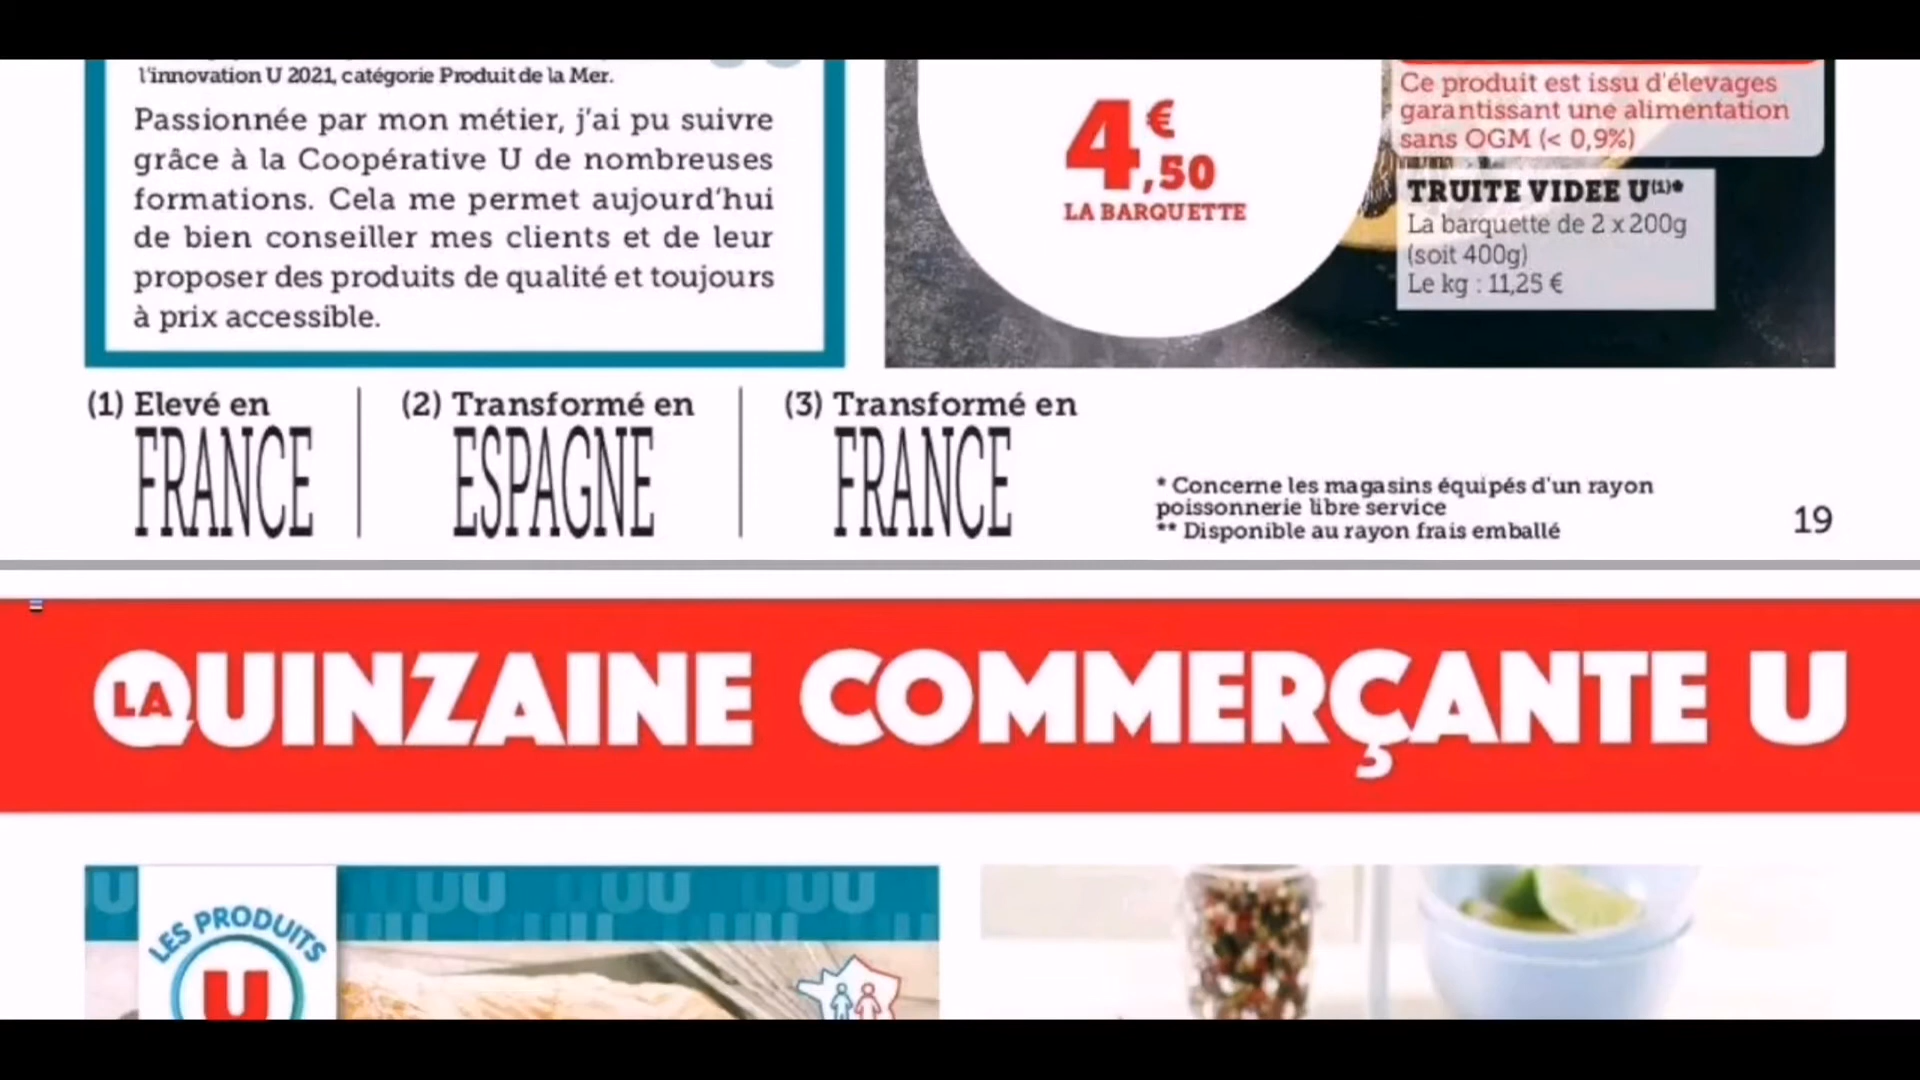 l'innovation U 2021, catégorie Produit de la Mer.
Passionnée par mon métier, j'ai pu suivre
grâce à la Coopérative U de nombreuses
formations. Cela me permet aujourd'hui
de bien conseiller mes clients et de leur
proposer des produits de qualité et toujours
à prix accessible.
4€,50
LA BARQUETTE
Ce produit est issu d'élevages
garantissant une alimentation
sans OGM (< 0,9%)
TRUITE VIDEE U(1)*
La barquette de 2 x 200g
(soit 400g)
Le kg : 11,25 €
(1) Elevé en
FRANCE
(2) Transformé en
ESPAGNE
(3) Transformé en
FRANCE
* Concerne les magasins équipés d'un rayon
poissonnerie libre service
** Disponible au rayon frais emballé
19
LA QUINZAINE COMMERÇANTE U
LES PRODUITS
U